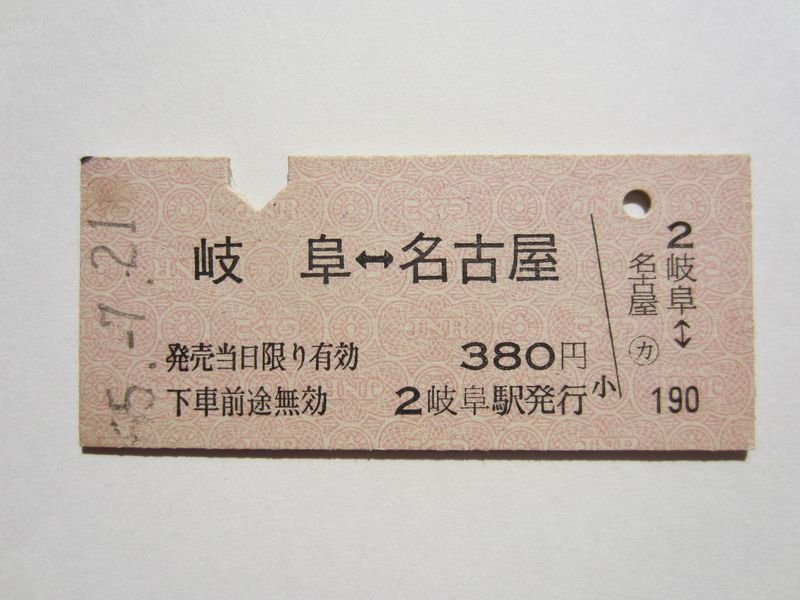 岐阜↔名古屋
発売当日限り有効 380円
下車前途無効 2岐阜駅発行
小
2岐阜↔
名古屋
カ
190
5.-7.21